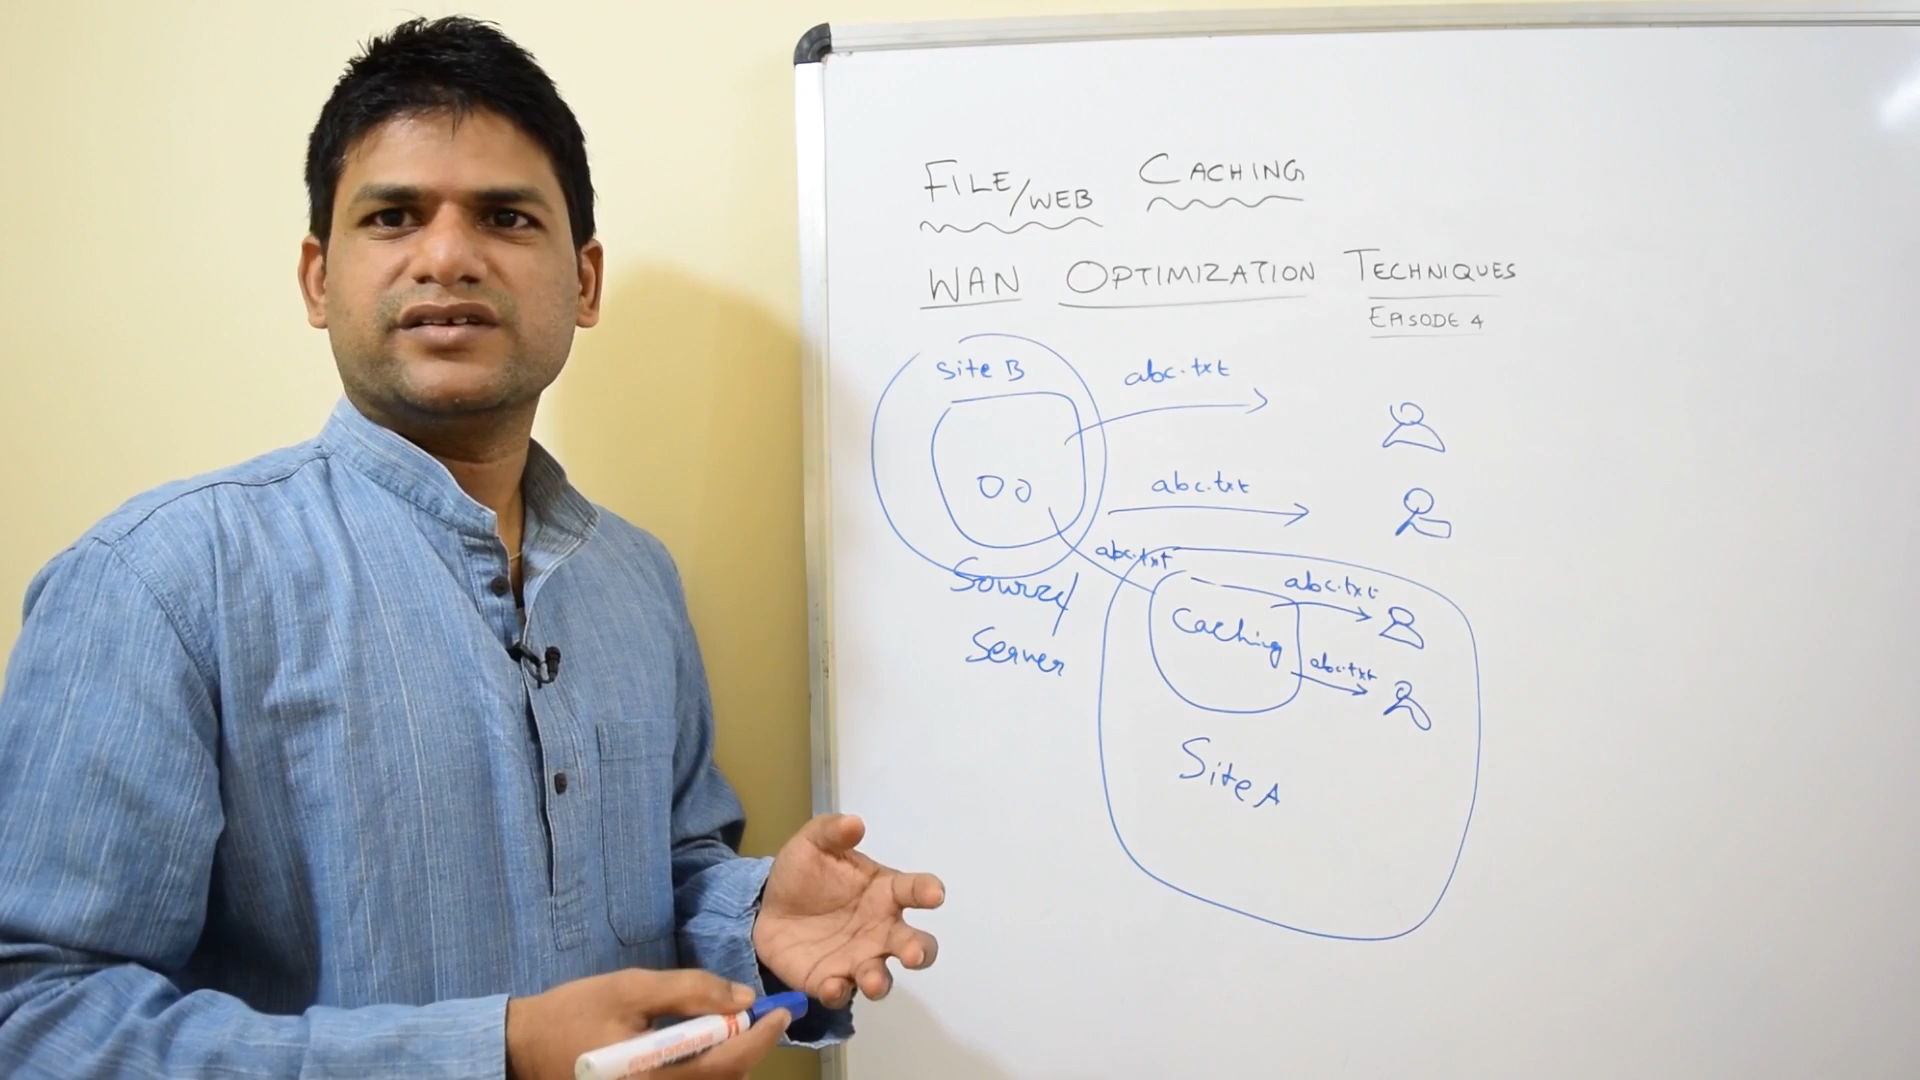 FILE/WEB CACHING
WAN OPTIMIZATION TECHNIQUES
EPISODE 4
Site B
abc.txt
abc.txt
abc.txt
abc.txt
Source/
Server
Caching
abc.txt
Site A